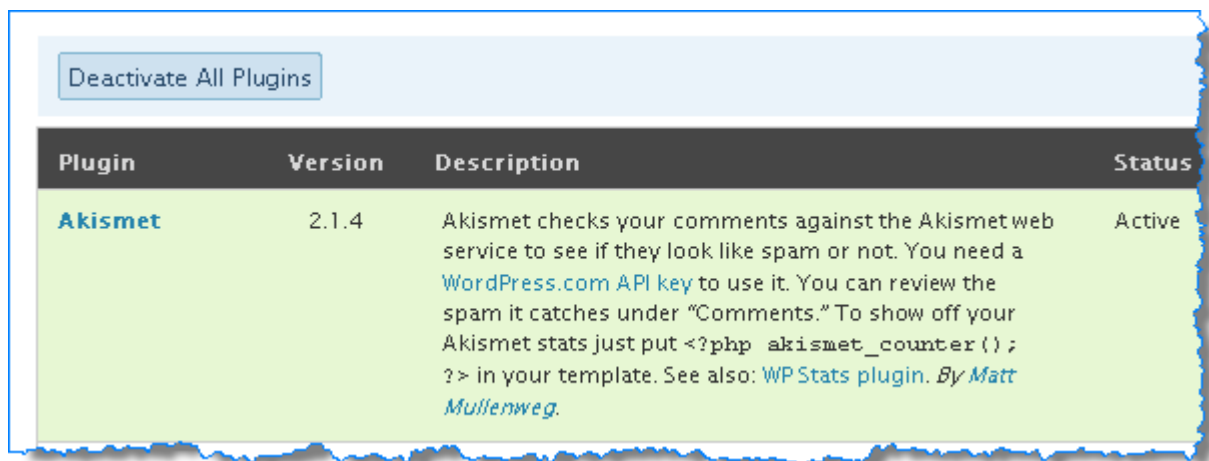 Deactivate All Plugins
Plugin Version Description Status
Akismet 2.1.4 Akismet checks your comments against the Akismet web Active
service to see if they look like spam or not. You need a
WordPress.com API key to use it. You can review the
spam it catches under “Comments.” To show off your
Akismet stats just put <?php akismet_counter();
?> in your template. See also: WP Stats plugin. By Matt
Mullenweg.